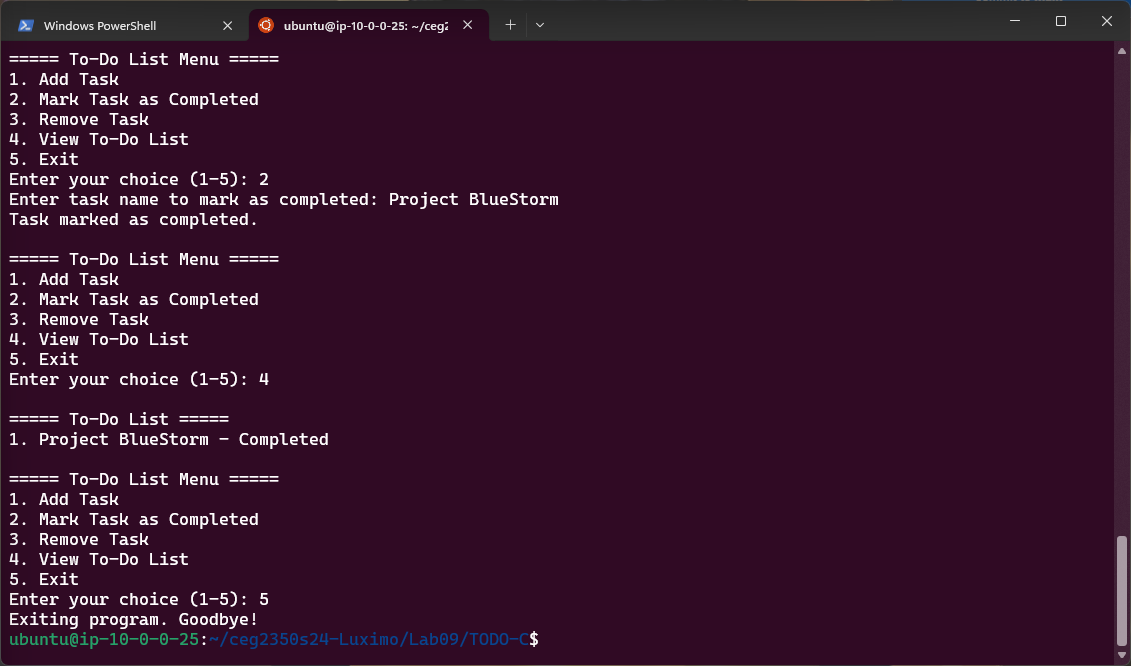 Windows PowerShell
ubuntu@ip-10-0-0-25: ~/ceg2
===== To-Do List Menu =====
1. Add Task
2. Mark Task as Completed
3. Remove Task
4. View To-Do List
5. Exit
Enter your choice (1-5): 2
Enter task name to mark as completed: Project BlueStorm
Task marked as completed.
===== To-Do List Menu =====
1. Add Task
2. Mark Task as Completed
3. Remove Task
4. View To-Do List
5. Exit
Enter your choice (1-5): 4
===== To-Do List =====
1. Project BlueStorm - Completed
===== To-Do List Menu =====
1. Add Task
2. Mark Task as Completed
3. Remove Task
4. View To-Do List
5. Exit
Enter your choice (1-5): 5
Exiting program. Goodbye!
ubuntu@ip-10-0-0-25:~/ceg2350s24-Luximo/Lab09/TODO-C$